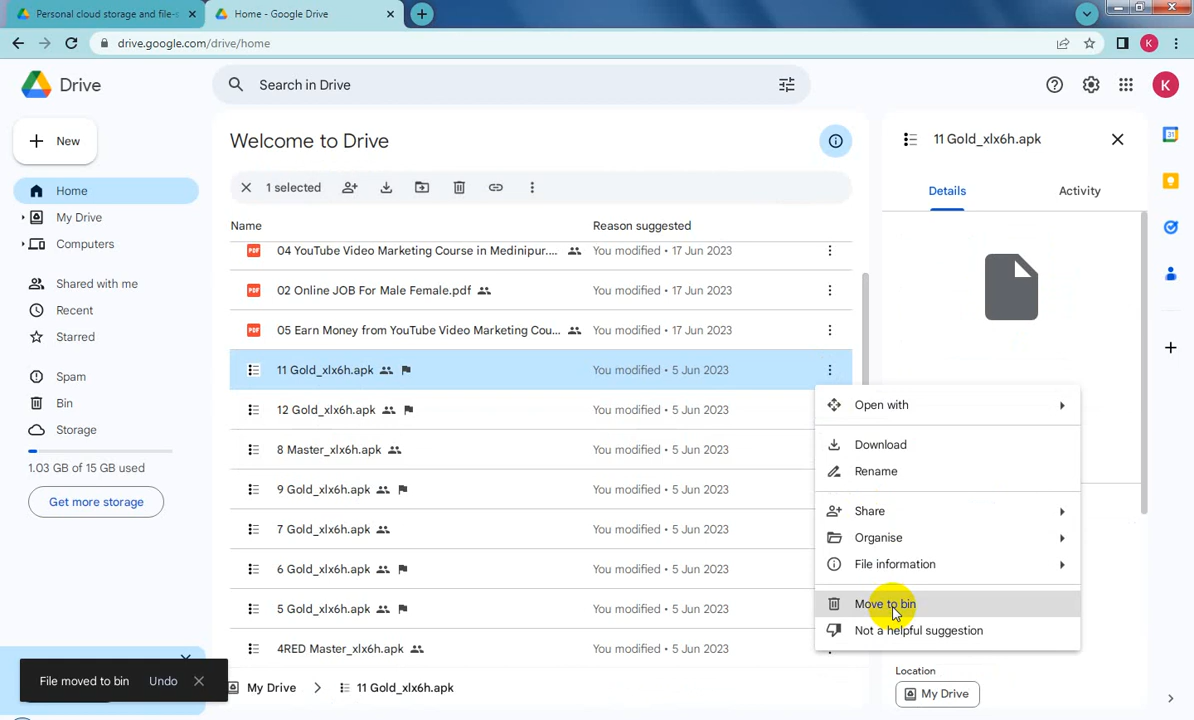 Personal cloud storage and file-s
Home - Google Drive
drive.google.com/drive/home
K
Drive
Search in Drive
K
New
Home
My Drive
Computers
Shared with me
Recent
Starred
Spam
Bin
Storage
1.03 GB of 15 GB used
Get more storage
Welcome to Drive
1 selected
Name Reason suggested
PDF 04 YouTube Video Marketing Course in Medinipur.... You modified • 17 Jun 2023
PDF 02 Online JOB For Male Female.pdf You modified • 17 Jun 2023
PDF 05 Earn Money from YouTube Video Marketing Cou... You modified • 17 Jun 2023
11 Gold_xlx6h.apk You modified • 5 Jun 2023
12 Gold_xlx6h.apk You modified • 5 Jun 2023
8 Master_xlx6h.apk You modified • 5 Jun 2023
9 Gold_xlx6h.apk You modified • 5 Jun 2023
7 Gold_xlx6h.apk You modified • 5 Jun 2023
6 Gold_xlx6h.apk You modified • 5 Jun 2023
5 Gold_xlx6h.apk You modified • 5 Jun 2023
4RED Master_xlx6h.apk You modified • 5 Jun 2023
My Drive 11 Gold_xlx6h.apk
Open with
Download
Rename
Share
Organise
File information
Move to bin
Not a helpful suggestion
11 Gold_xlx6h.apk
Details Activity
Location
My Drive
File moved to bin Undo